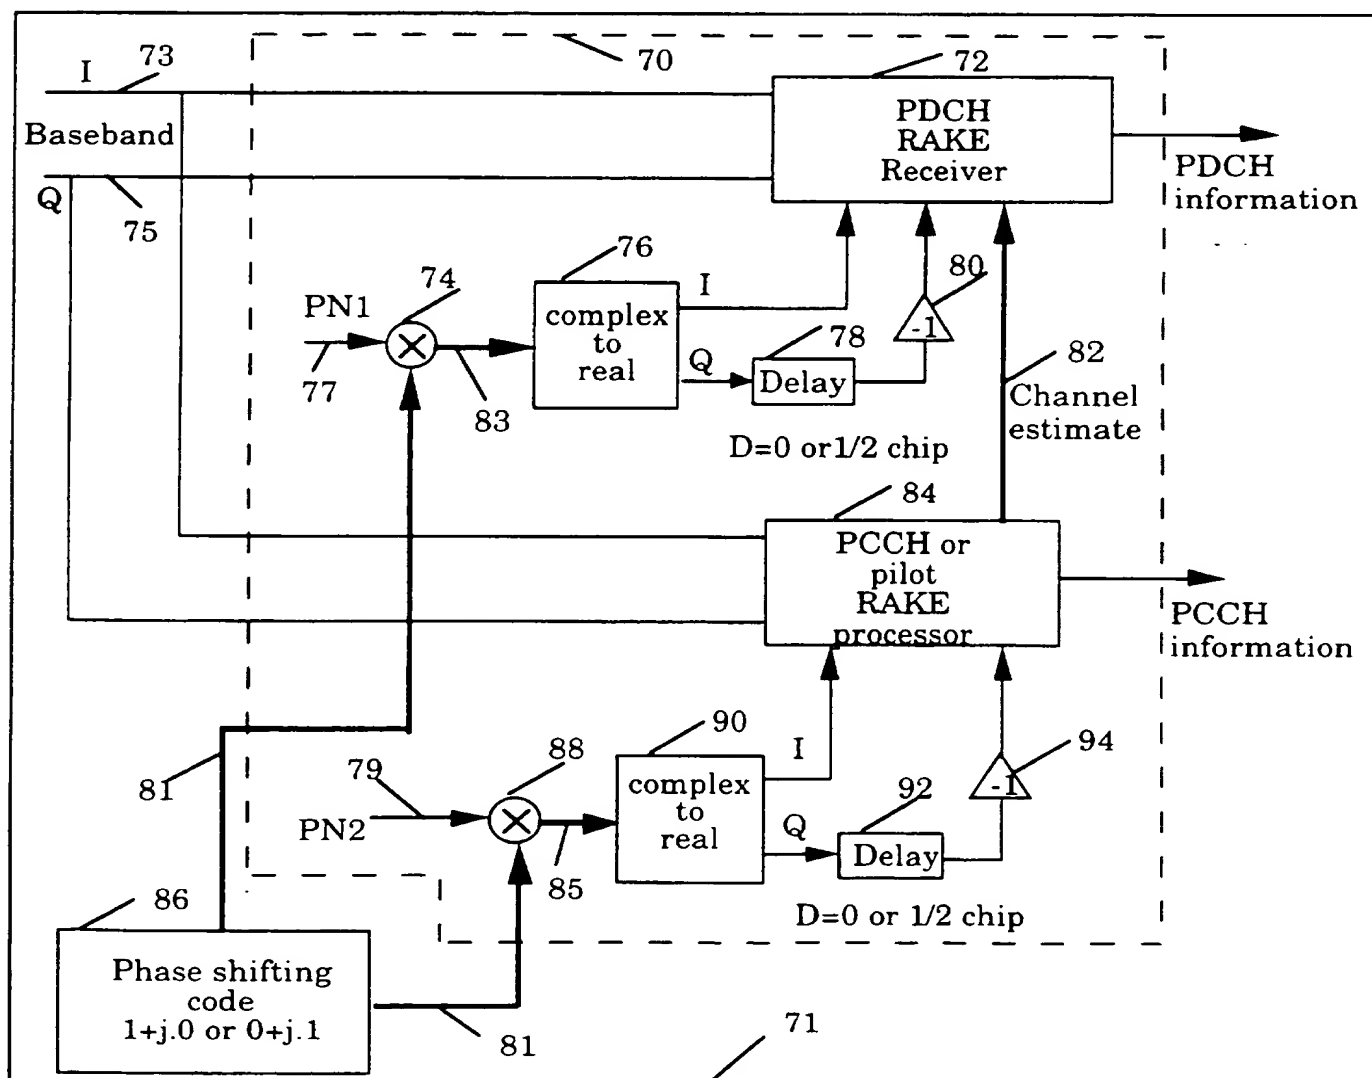 73
I
70
72
Baseband
PDCH
RAKE
Receiver
PDCH
information
Q
75
76
74
80
I
PN1
complex
to
real
-1
78
82
77
83
Q
Delay
Channel
estimate
D=0 or1/2 chip
84
PCCH or
pilot
RAKE
processor
PCCH
information
90
94
88
I
81
79
complex
to
real
-1
92
PN2
Q
Delay
85
86
D=0 or 1/2 chip
Phase shifting
code
1+j.0 or 0+j.1
81
71